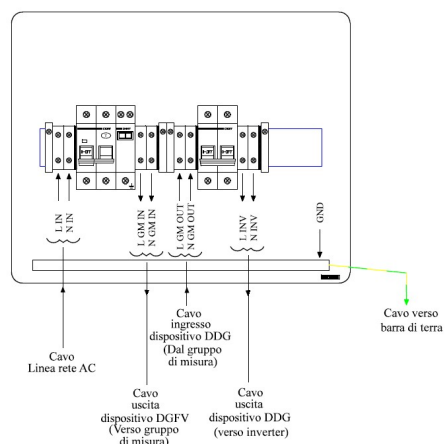 L IN
N IN
L GM IN
N GM IN
L GM OUT
N GM OUT
L INV
N INV
GND
Cavo
Linea rete AC
Cavo
uscita
dispositivo DGFV
(Verso gruppo
di misura)
Cavo
ingresso
dispositivo DDG
(Dal gruppo
di misura)
Cavo
uscita
dispositivo DDG
(verso inverter)
Cavo verso
barra di terra